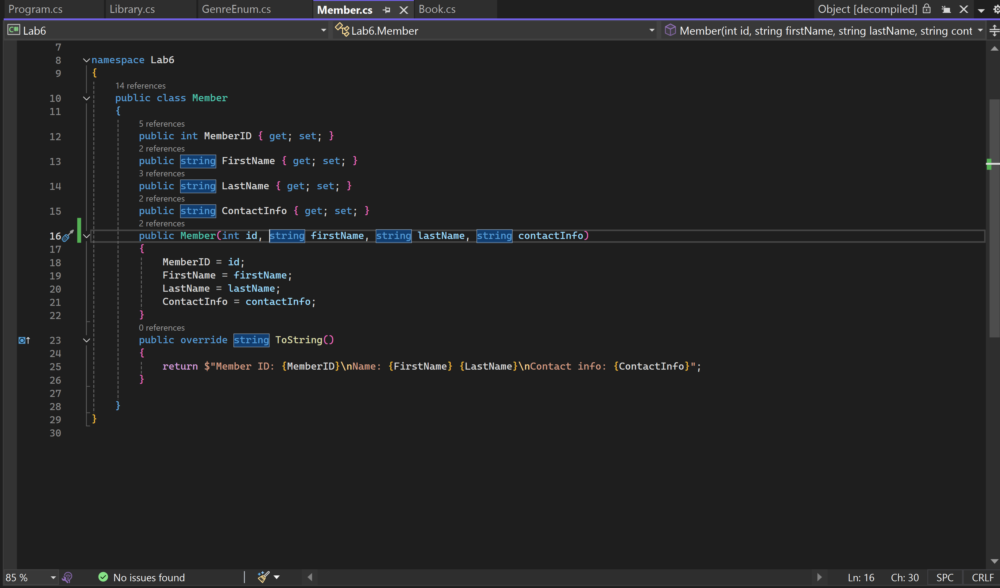 Program.cs Library.cs GenreEnum.cs Member.cs Book.cs Object [decompiled]
C# Lab6 Lab6.Member Member(int id, string firstName, string lastName, string cont
7
8 namespace Lab6
9 {
14 references
10 public class Member
11 {
5 references
12 public int MemberID { get; set; }
2 references
13 public string FirstName { get; set; }
3 references
14 public string LastName { get; set; }
2 references
15 public string ContactInfo { get; set; }
2 references
16 public Member(int id, string firstName, string lastName, string contactInfo)
17 {
18 MemberID = id;
19 FirstName = firstName;
20 LastName = lastName;
21 ContactInfo = contactInfo;
22 }
0 references
23 public override string ToString()
24 {
25 return $"Member ID: {MemberID}\nName: {FirstName} {LastName}\nContact info: {ContactInfo}";
26 }
27
28 }
29 }
30
85 % No issues found Ln: 16 Ch: 30 SPC CRLF